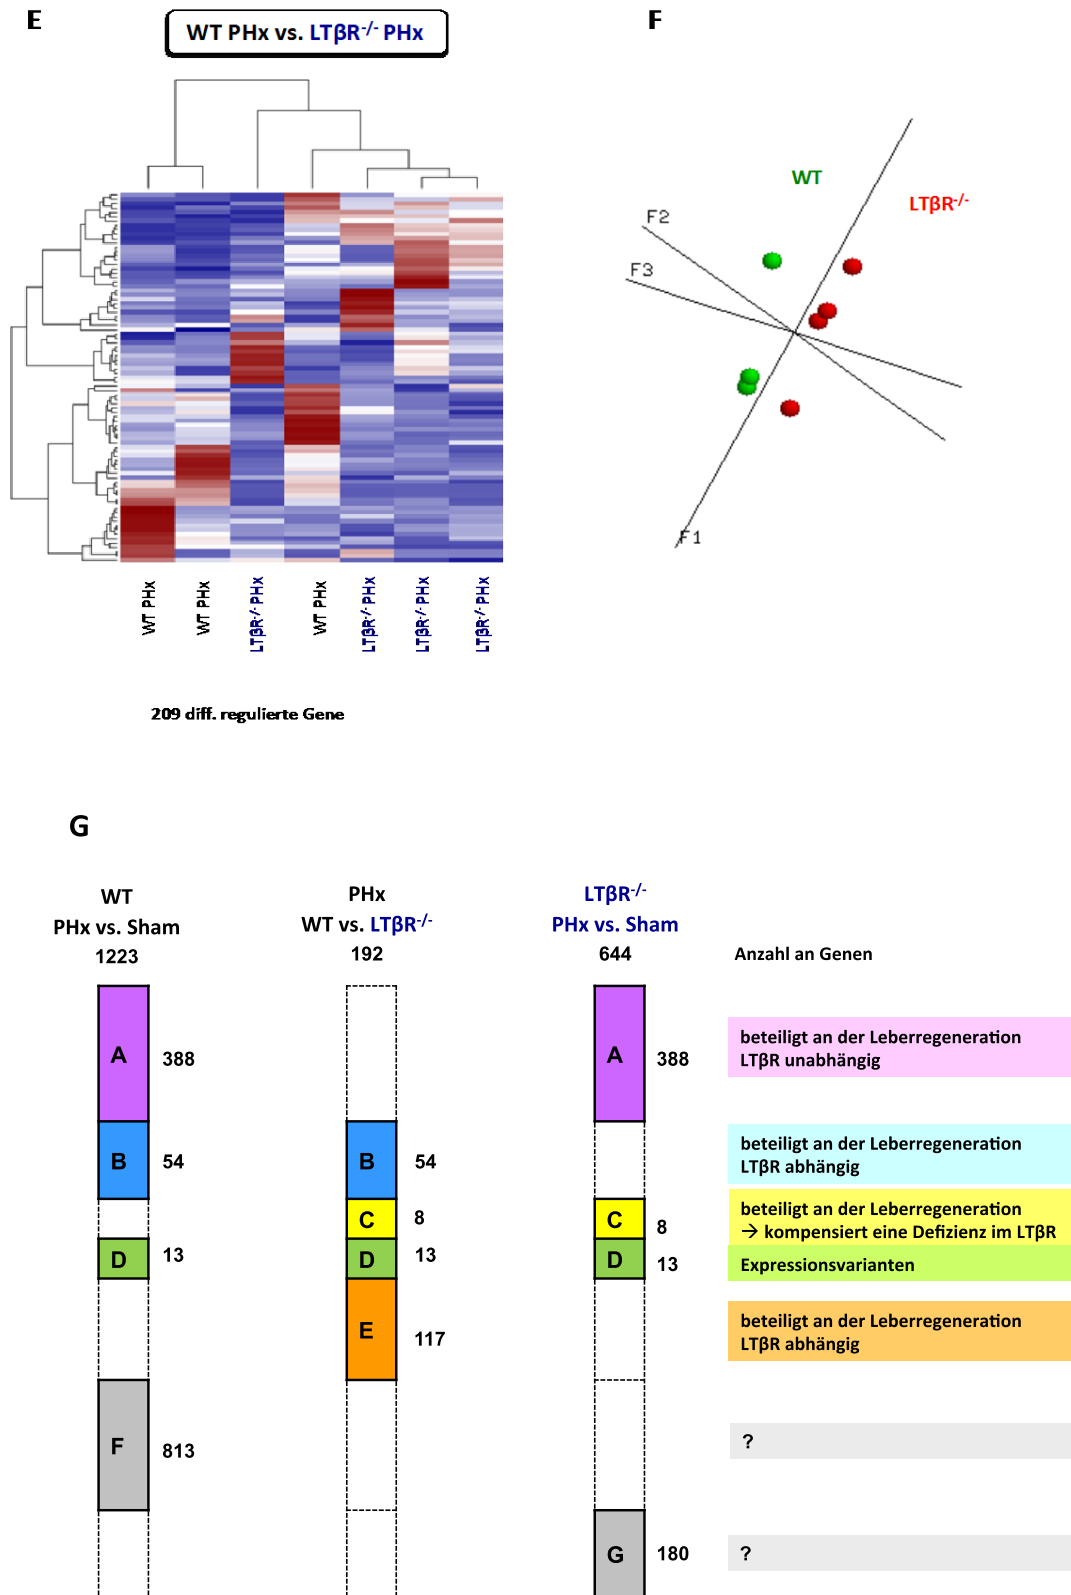 E
WT PHx vs. LTβR-/- PHx
WT PHx
WT PHx
LTβR-/- PHx
WT PHx
LTβR-/- PHx
LTβR-/- PHx
LTβR-/- PHx
209 diff. regulierte Gene
F
WT
LTβR-/-
F2
F3
F1
G
WT
PHx vs. Sham
1223
PHx
WT vs. LTβR-/-
192
LTβR-/-
PHx vs. Sham
644
Anzahl an Genen
A
388
A
388
beteiligt an der Leberregeneration
LTβR unabhängig
B
54
B
54
beteiligt an der Leberregeneration
LTβR abhängig
C
8
C
8
beteiligt an der Leberregeneration
→ kompensiert eine Defizienz im LTβR
D
13
D
13
D
13
Expressionsvarianten
E
117
beteiligt an der Leberregeneration
LTβR abhängig
F
813
?
G
180
?